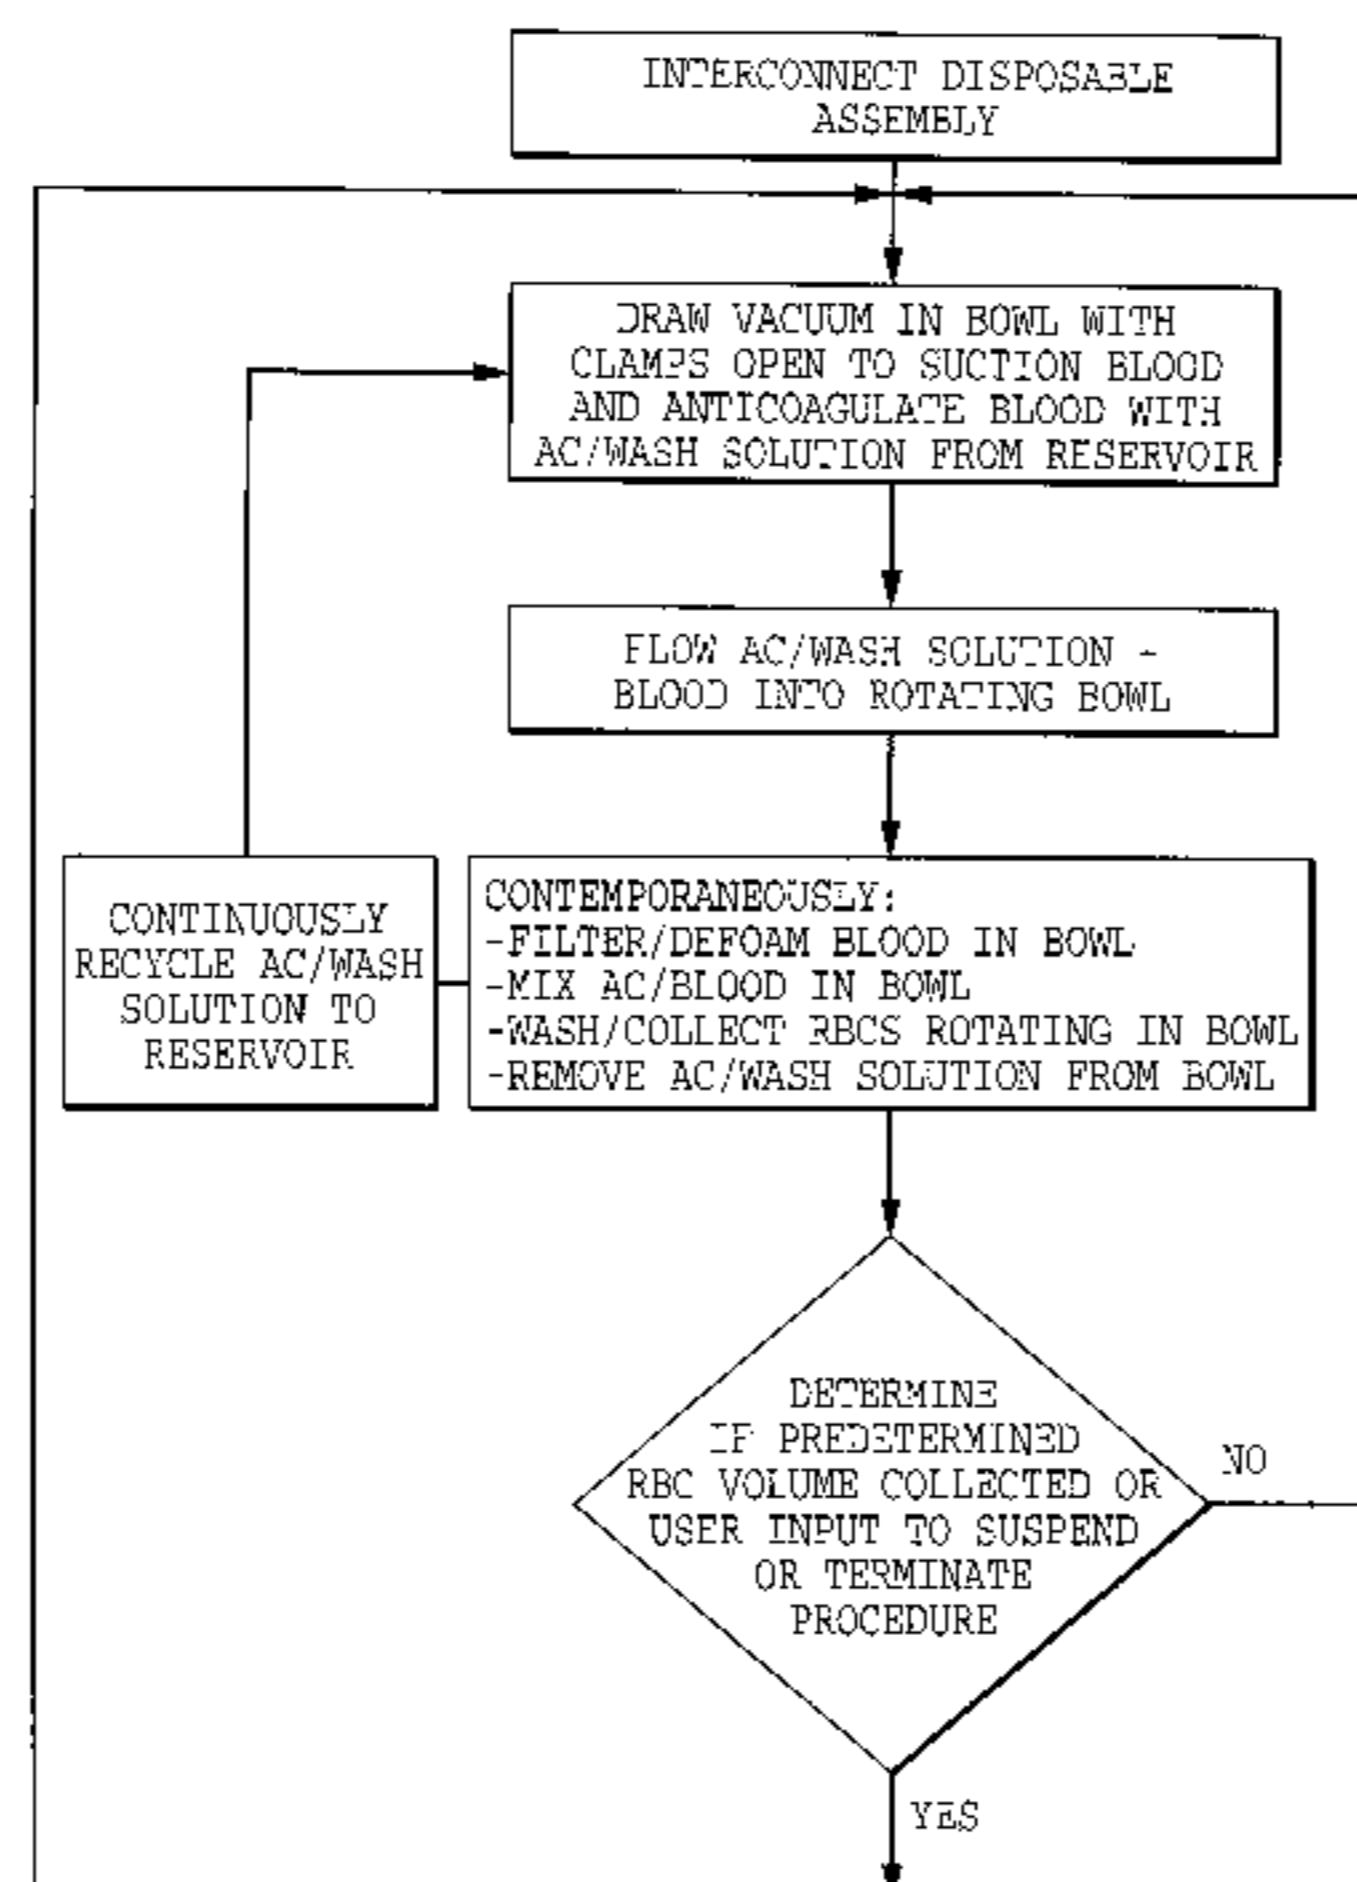 INTERCONNECT DISPOSABLE
ASSEMBLY
DRAW VACUUM IN BOWL WITH
CLAMPS OPEN TO SUCTION BLOOD
AND ANTICOAGULATE BLOOD WITH
AC/WASH SOLUTION FROM RESERVOIR
FLOW AC/WASH SOLUTION -
BLOOD INTO ROTATING BOWL
CONTINUOUSLY
RECYCLE AC/WASH
SOLUTION TO
RESERVOIR
CONTEMPORANEOUSLY:
-FILTER/DEFOAM BLOOD IN BOWL
-MIX AC/BLOOD IN BOWL
-WASH/COLLECT RBCS ROTATING IN BOWL
-REMOVE AC/WASH SOLUTION FROM BOWL
DETERMINE
IF PREDETERMINED
RBC VOLUME COLLECTED OR
USER INPUT TO SUSPEND
OR TERMINATE
PROCEDURE
NO
YES